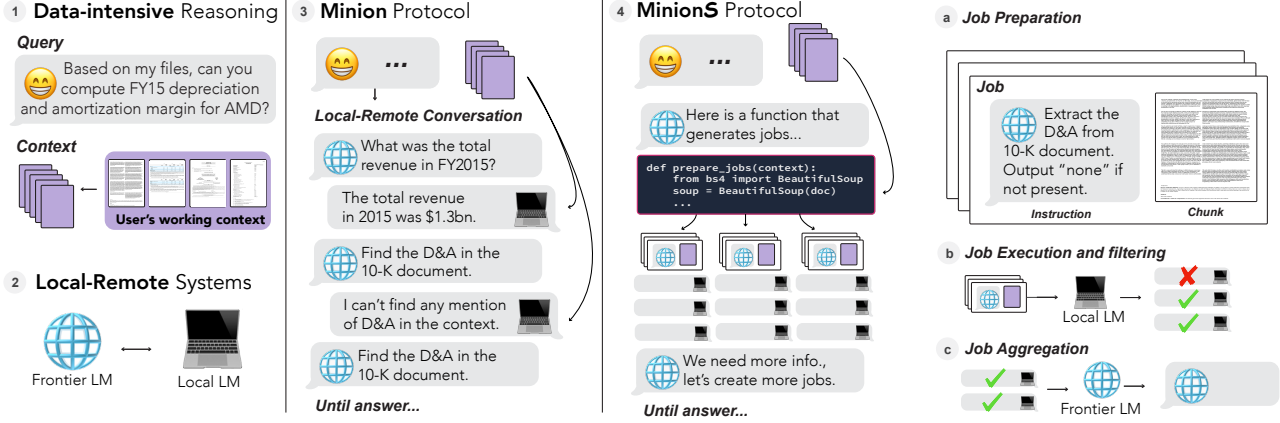 1 Data-intensive Reasoning
Query
Based on my files, can you
compute FY15 depreciation
and amortization margin for AMD?
Context
User's working context
2 Local-Remote Systems
Frontier LM
Local LM
3 Minion Protocol
...
Local-Remote Conversation
What was the total
revenue in FY2015?
The total revenue
in 2015 was $1.3bn.
Find the D&A in the
10-K document.
I can't find any mention
of D&A in the context.
Find the D&A in the
10-K document.
Until answer...
4 MinionS Protocol
...
Here is a function that
generates jobs...
def prepare_jobs(context):
from bs4 import BeautifulSoup
soup = BeautifulSoup(doc)
...
We need more info.,
let's create more jobs.
Until answer...
a Job Preparation
Job
Extract the
D&A from
10-K document.
Output "none" if
not present.
Instruction
Chunk
b Job Execution and filtering
Local LM
c Job Aggregation
Frontier LM